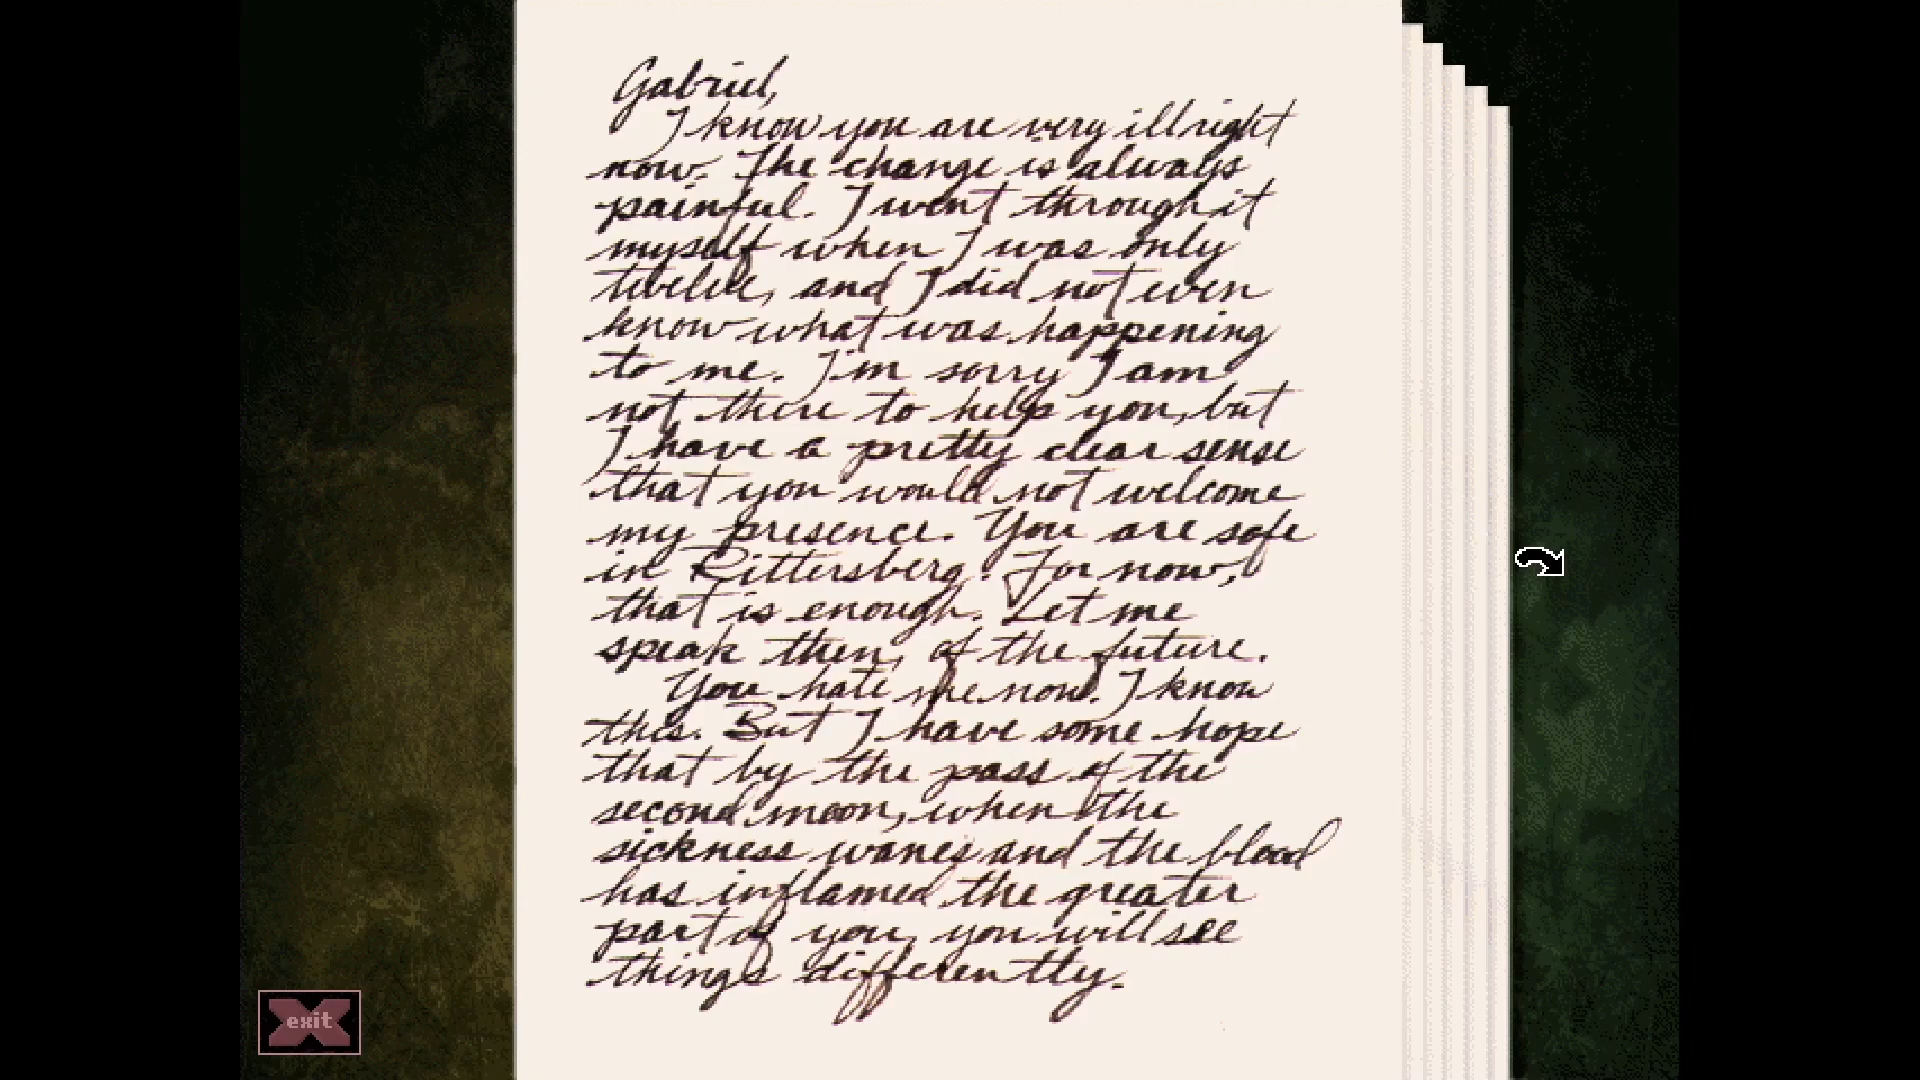 Gabriel,
I know you are very ill right
now. The change is always
painful. I went through it
myself when I was only
twelve, and I did not even
know what was happening
to me. I'm sorry I am
not there to help you, but
I have a pretty clear sense
that you would not welcome
my presence. You are safe
in Rittersberg. For now,
that is enough. Let me
speak then, of the future.
You hate me now. I know
this. But I have some hope
that by the pass of the
second moon, when the
sickness wanes and the blood
has inflamed the greater
part of you, you will see
things differently.
exit